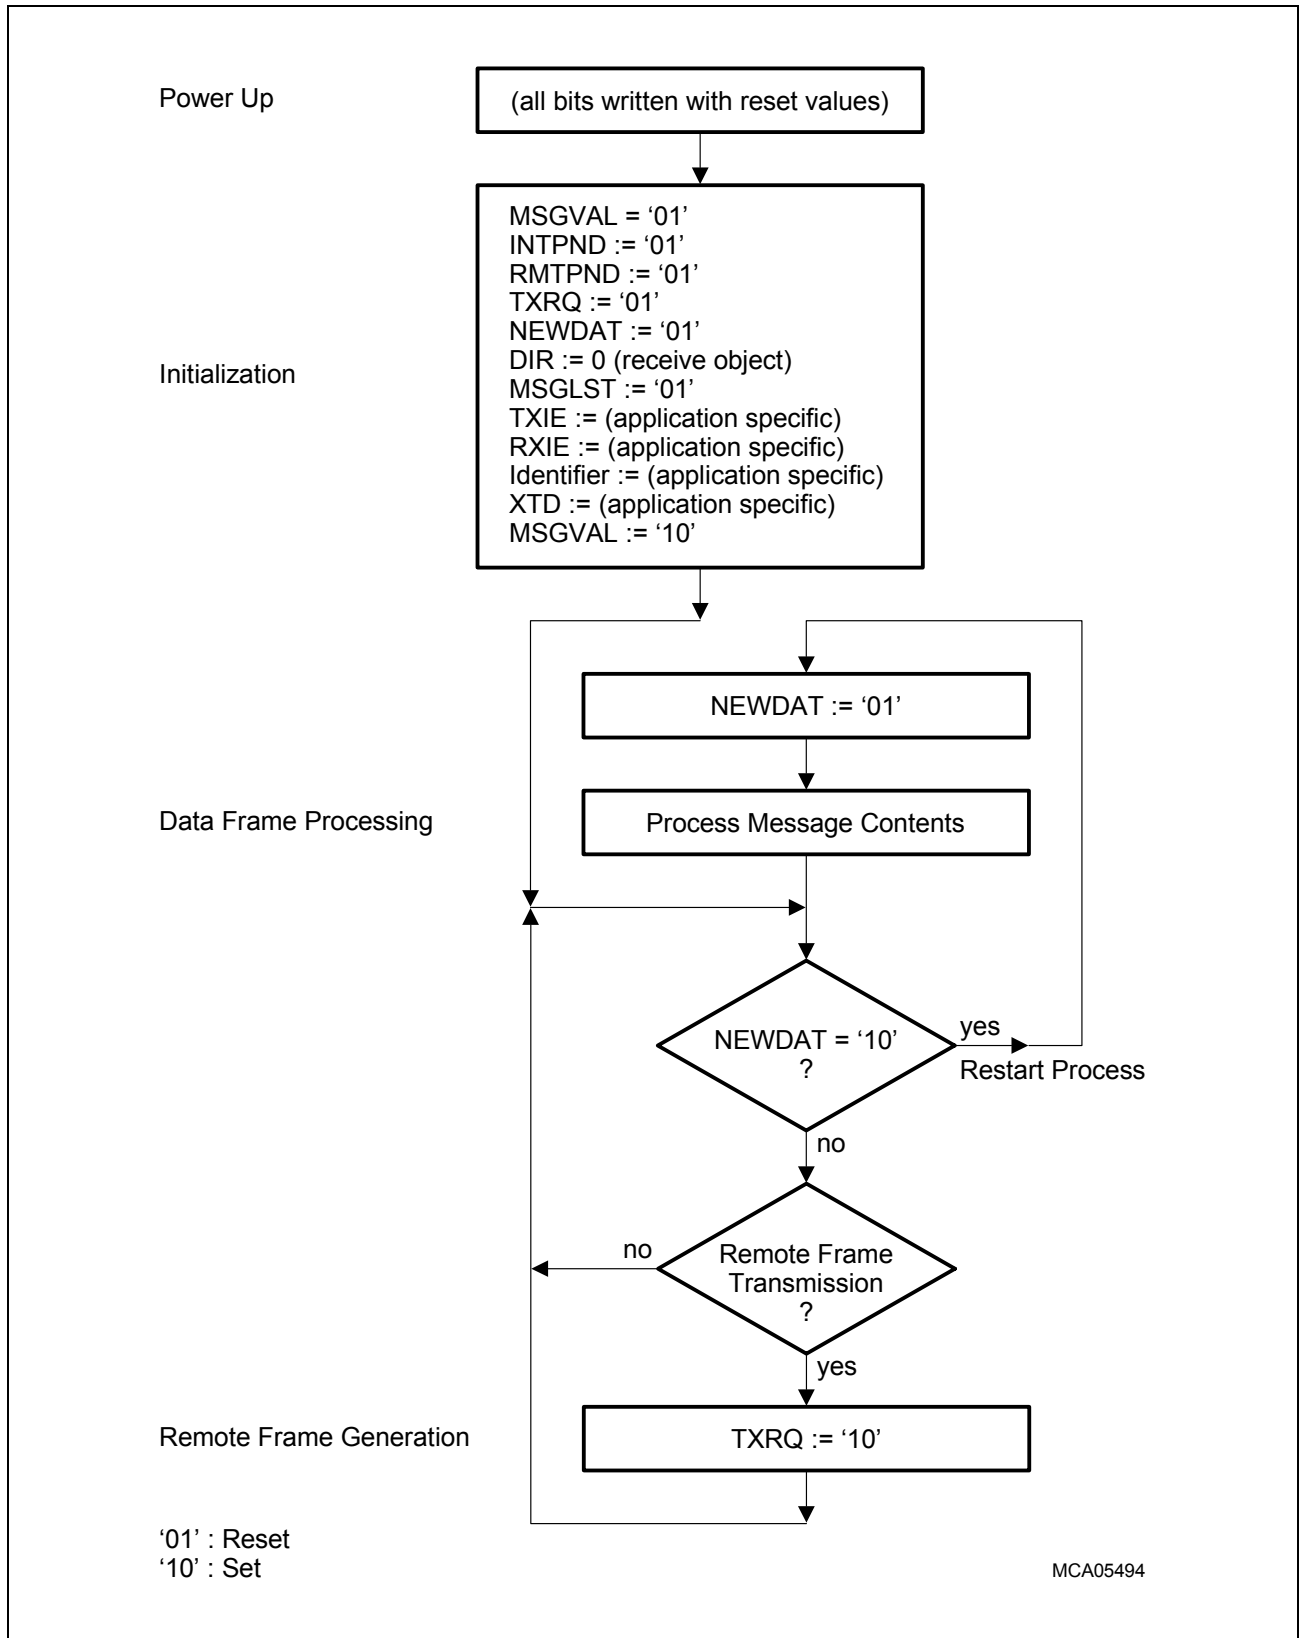 Power Up
(all bits written with reset values)
Initialization
MSGVAL = ‘01’
INTPND := ‘01’
RMTPND := ‘01’
TXRQ := ‘01’
NEWDAT := ‘01’
DIR := 0 (receive object)
MSGLST := ‘01’
TXIE := (application specific)
RXIE := (application specific)
Identifier := (application specific)
XTD := (application specific)
MSGVAL := ‘10’
NEWDAT := ‘01’
Data Frame Processing
Process Message Contents
NEWDAT = ‘10’
?
yes
Restart Process
no
Remote Frame
Transmission
?
no
yes
Remote Frame Generation
TXRQ := ‘10’
‘01’ : Reset
‘10’ : Set
MCA05494